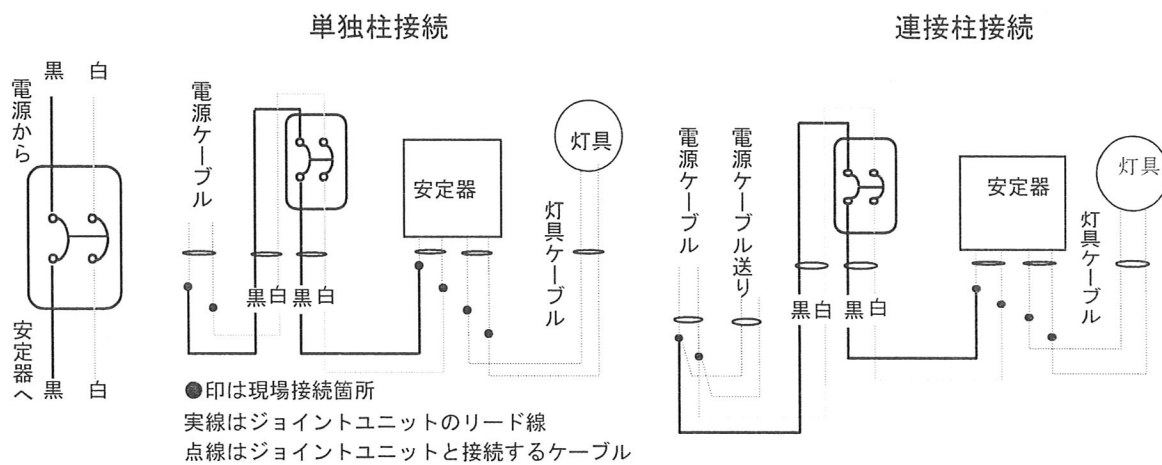 単独柱接続
連接柱接続
黒 白
電源から
安定器へ
黒 白
電源ケーブル
黒白
黒白
安定器
灯具
灯具ケーブル
●印は現場接続箇所
実線はジョイントユニットのリード線
点線はジョイントユニットと接続するケーブル
電源ケーブル
電源ケーブル送り
黒白
黒白
安定器
灯具
灯具ケーブル